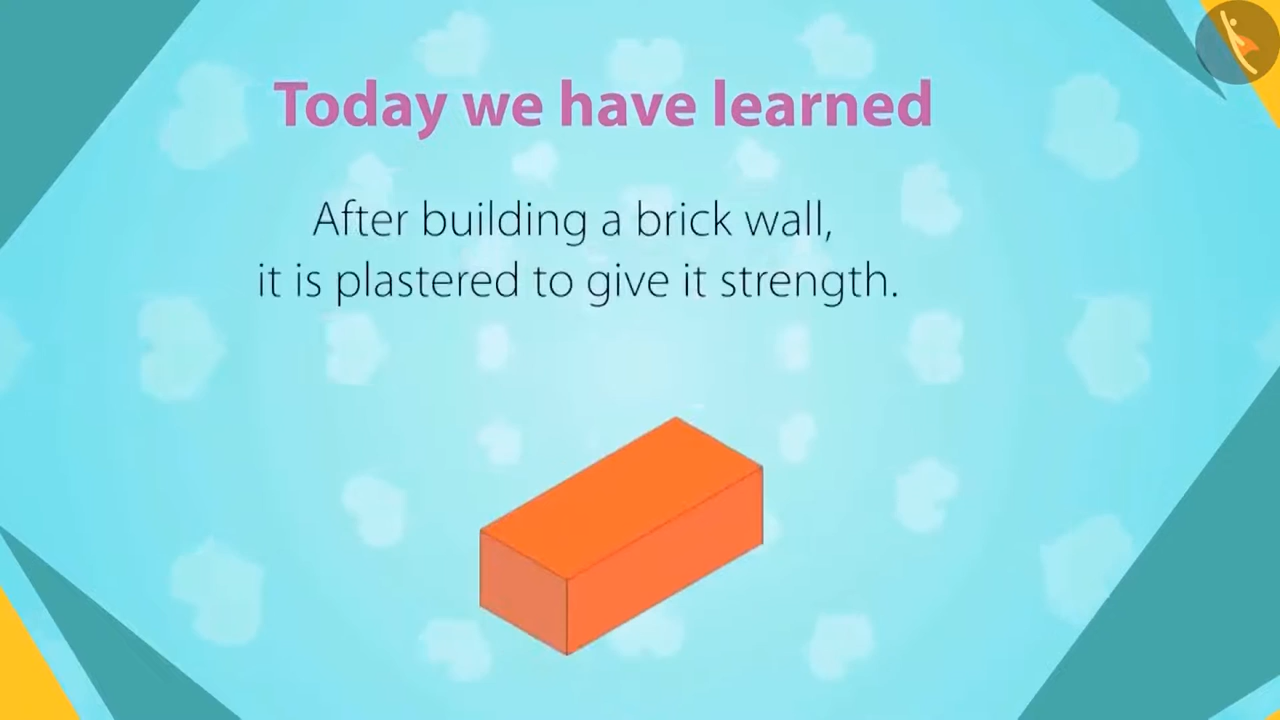 Today we have learned
After building a brick wall,
it is plastered to give it strength.